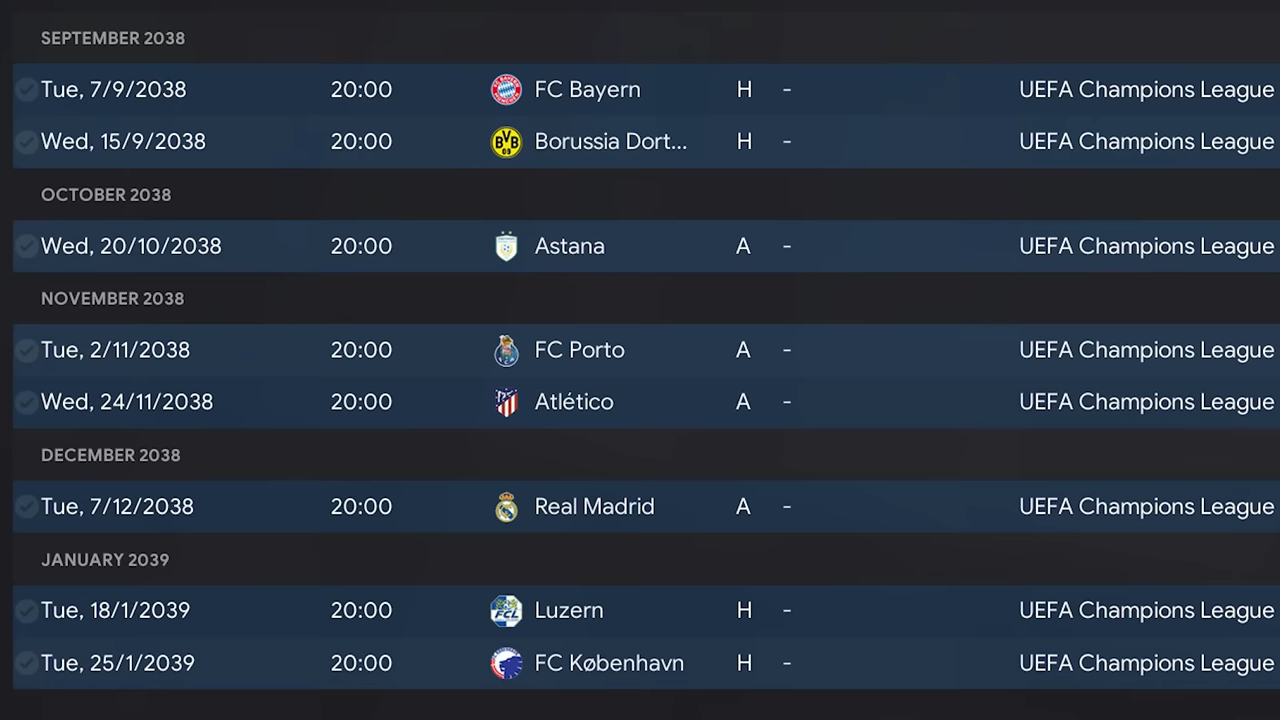 SEPTEMBER 2038
Tue, 7/9/2038 20:00 FC Bayern H - UEFA Champions League
Wed, 15/9/2038 20:00 Borussia Dort... H - UEFA Champions League
OCTOBER 2038
Wed, 20/10/2038 20:00 Astana A - UEFA Champions League
NOVEMBER 2038
Tue, 2/11/2038 20:00 FC Porto A - UEFA Champions League
Wed, 24/11/2038 20:00 Atlético A - UEFA Champions League
DECEMBER 2038
Tue, 7/12/2038 20:00 Real Madrid A - UEFA Champions League
JANUARY 2039
Tue, 18/1/2039 20:00 Luzern H - UEFA Champions League
Tue, 25/1/2039 20:00 FC København H - UEFA Champions League